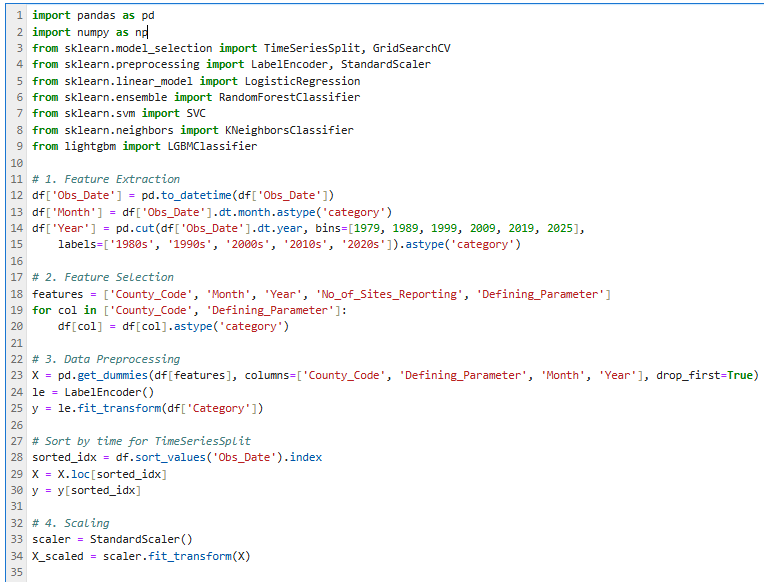 1 import pandas as pd
2 import numpy as np
3 from sklearn.model_selection import TimeSeriesSplit, GridSearchCV
4 from sklearn.preprocessing import LabelEncoder, StandardScaler
5 from sklearn.linear_model import LogisticRegression
6 from sklearn.ensemble import RandomForestClassifier
7 from sklearn.svm import SVC
8 from sklearn.neighbors import KNeighborsClassifier
9 from lightgbm import LGBMClassifier
10
11 # 1. Feature Extraction
12 df['Obs_Date'] = pd.to_datetime(df['Obs_Date'])
13 df['Month'] = df['Obs_Date'].dt.month.astype('category')
14 df['Year'] = pd.cut(df['Obs_Date'].dt.year, bins=[1979, 1989, 1999, 2009, 2019, 2025],
15     labels=['1980s', '1990s', '2000s', '2010s', '2020s']).astype('category')
16
17 # 2. Feature Selection
18 features = ['County_Code', 'Month', 'Year', 'No_of_Sites_Reporting', 'Defining_Parameter']
19 for col in ['County_Code', 'Defining_Parameter']:
20     df[col] = df[col].astype('category')
21
22 # 3. Data Preprocessing
23 X = pd.get_dummies(df[features], columns=['County_Code', 'Defining_Parameter', 'Month', 'Year'], drop_first=True)
24 le = LabelEncoder()
25 y = le.fit_transform(df['Category'])
26
27 # Sort by time for TimeSeriesSplit
28 sorted_idx = df.sort_values('Obs_Date').index
29 X = X.loc[sorted_idx]
30 y = y[sorted_idx]
31
32 # 4. Scaling
33 scaler = StandardScaler()
34 X_scaled = scaler.fit_transform(X)
35